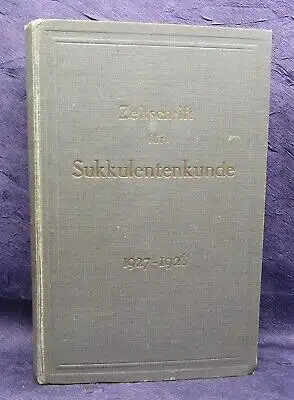 Zeitschrift
für
Sukkulentenkunde
1927-1928